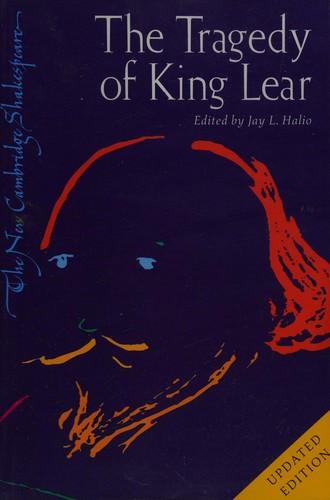 The Tragedy
of King Lear
Edited by Jay L. Halio
The New Cambridge Shakespeare
UPDATED
EDITION